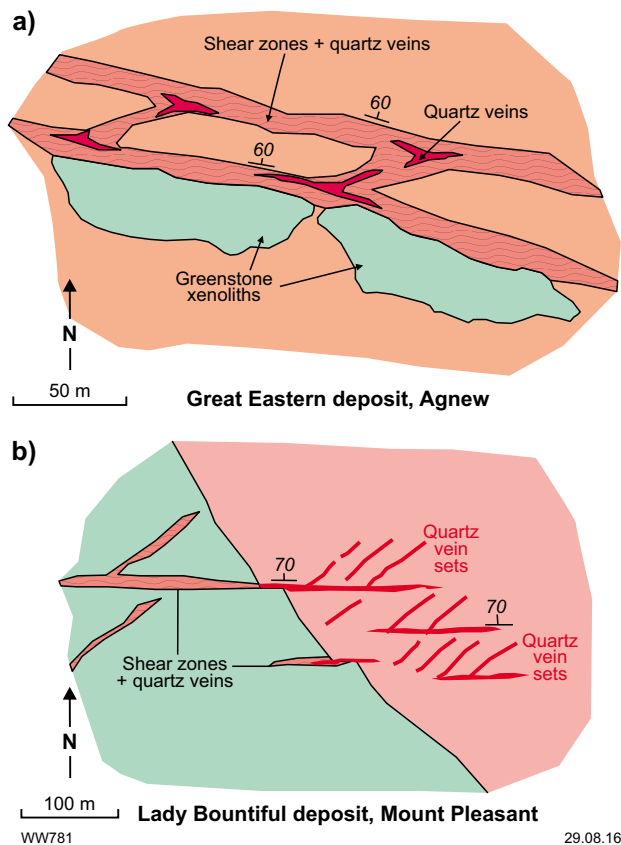 a)
Shear zones + quartz veins
60
Quartz veins
60
Greenstone
xenoliths
N
50 m
Great Eastern deposit, Agnew
b)
Quartz
vein
sets
70
70
Shear zones
+ quartz veins
Quartz
vein
sets
N
100 m
Lady Bountiful deposit, Mount Pleasant
WW781
29.08.16